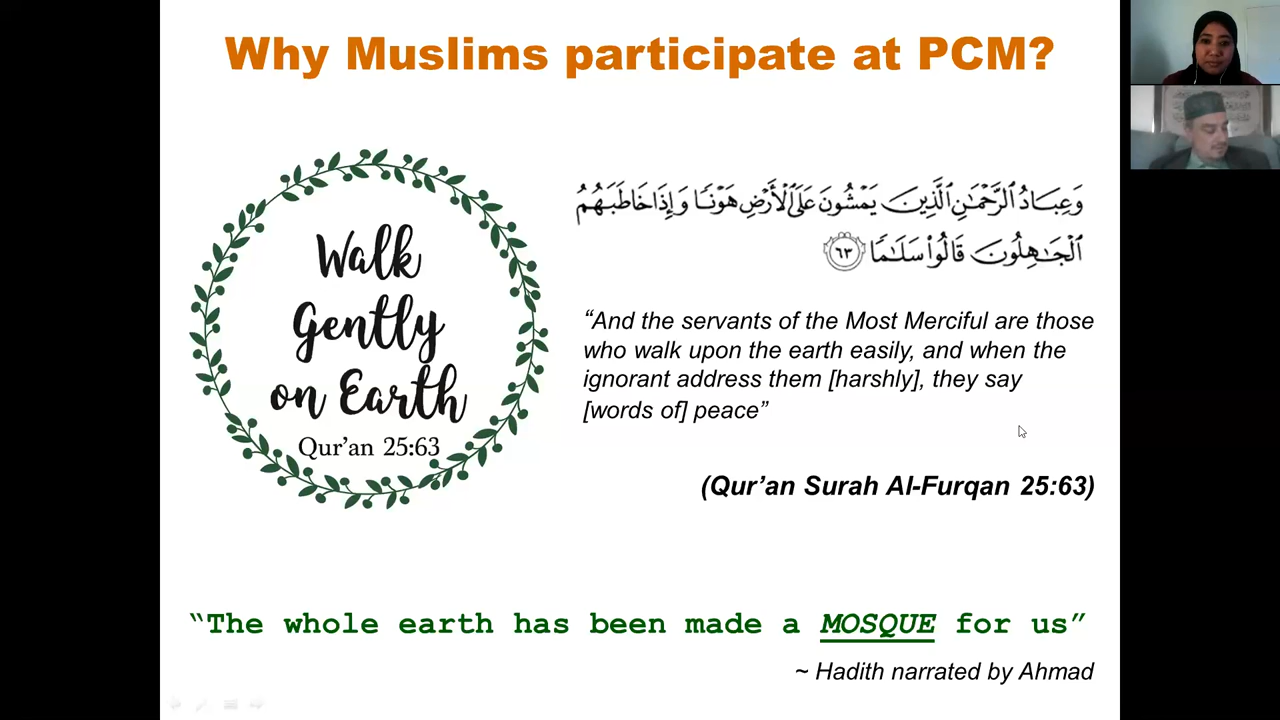 Why Muslims participate at PCM?
Walk
Gently
on Earth
Qur’an 25:63
وَعِبَادُ ٱلرَّحْمَٰنِ ٱلَّذِينَ يَمْشُونَ عَلَى ٱلْأَرْضِ هَوْنًا وَإِذَا خَاطَبَهُمُ
ٱلْجَٰهِلُونَ قَالُوا۟ سَلَٰمًا ٦٣
“And the servants of the Most Merciful are those
who walk upon the earth easily, and when the
ignorant address them [harshly], they say
[words of] peace”
(Qur’an Surah Al-Furqan 25:63)
“The whole earth has been made a MOSQUE for us”
~ Hadith narrated by Ahmad